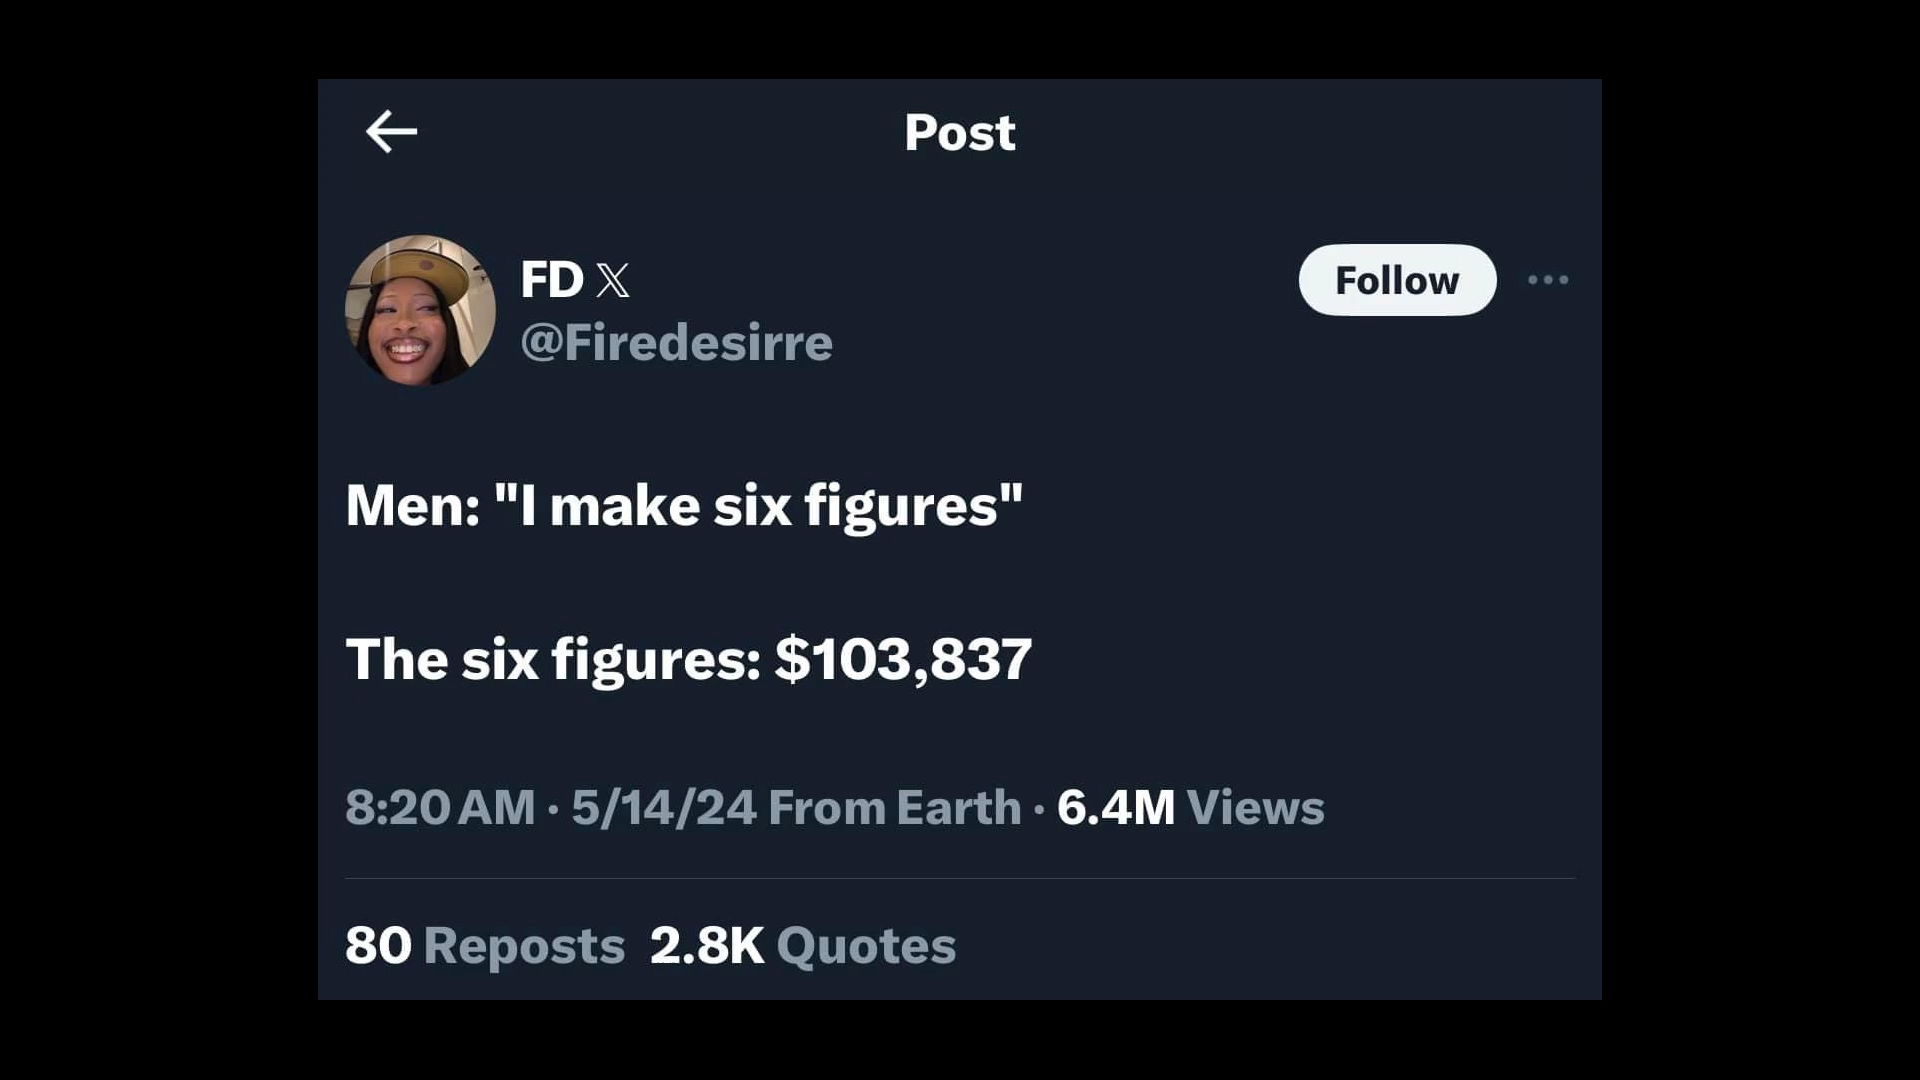 Post
FD 𝕏
Follow
@Firedesirre
Men: "I make six figures"
The six figures: $103,837
8:20 AM · 5/14/24 From Earth · 6.4M Views
80 Reposts 2.8K Quotes